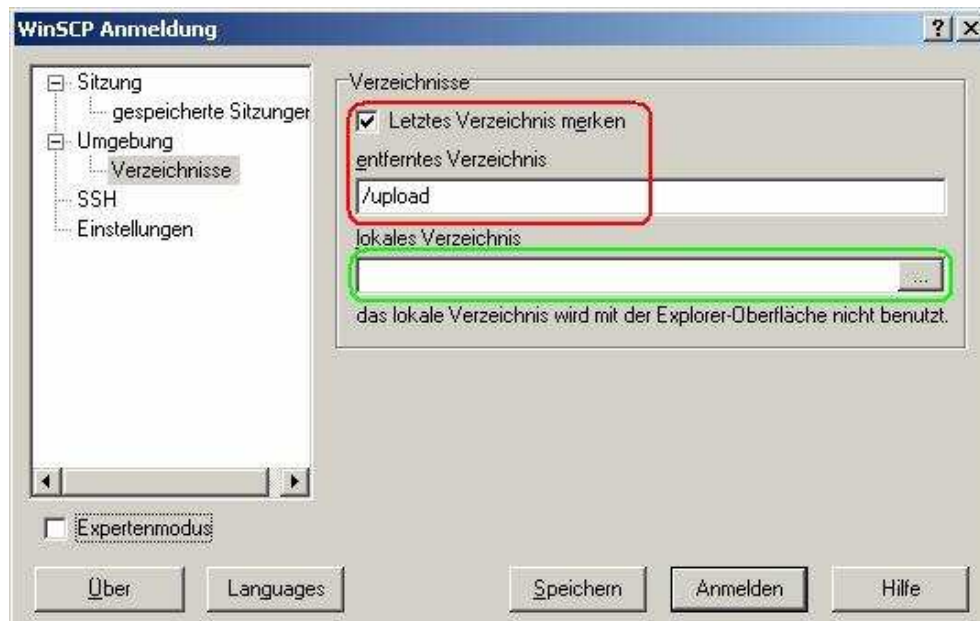 WinSCP Anmeldung
Sitzung
gespeicherte Sitzungen
Umgebung
Verzeichnisse
SSH
Einstellungen
Expertenmodus
Verzeichnisse
Letztes Verzeichnis merken
entferntes Verzeichnis
/upload
lokales Verzeichnis
...
das lokale Verzeichnis wird mit der Explorer-Oberfläche nicht benutzt.
Über
Languages
Speichern
Anmelden
Hilfe